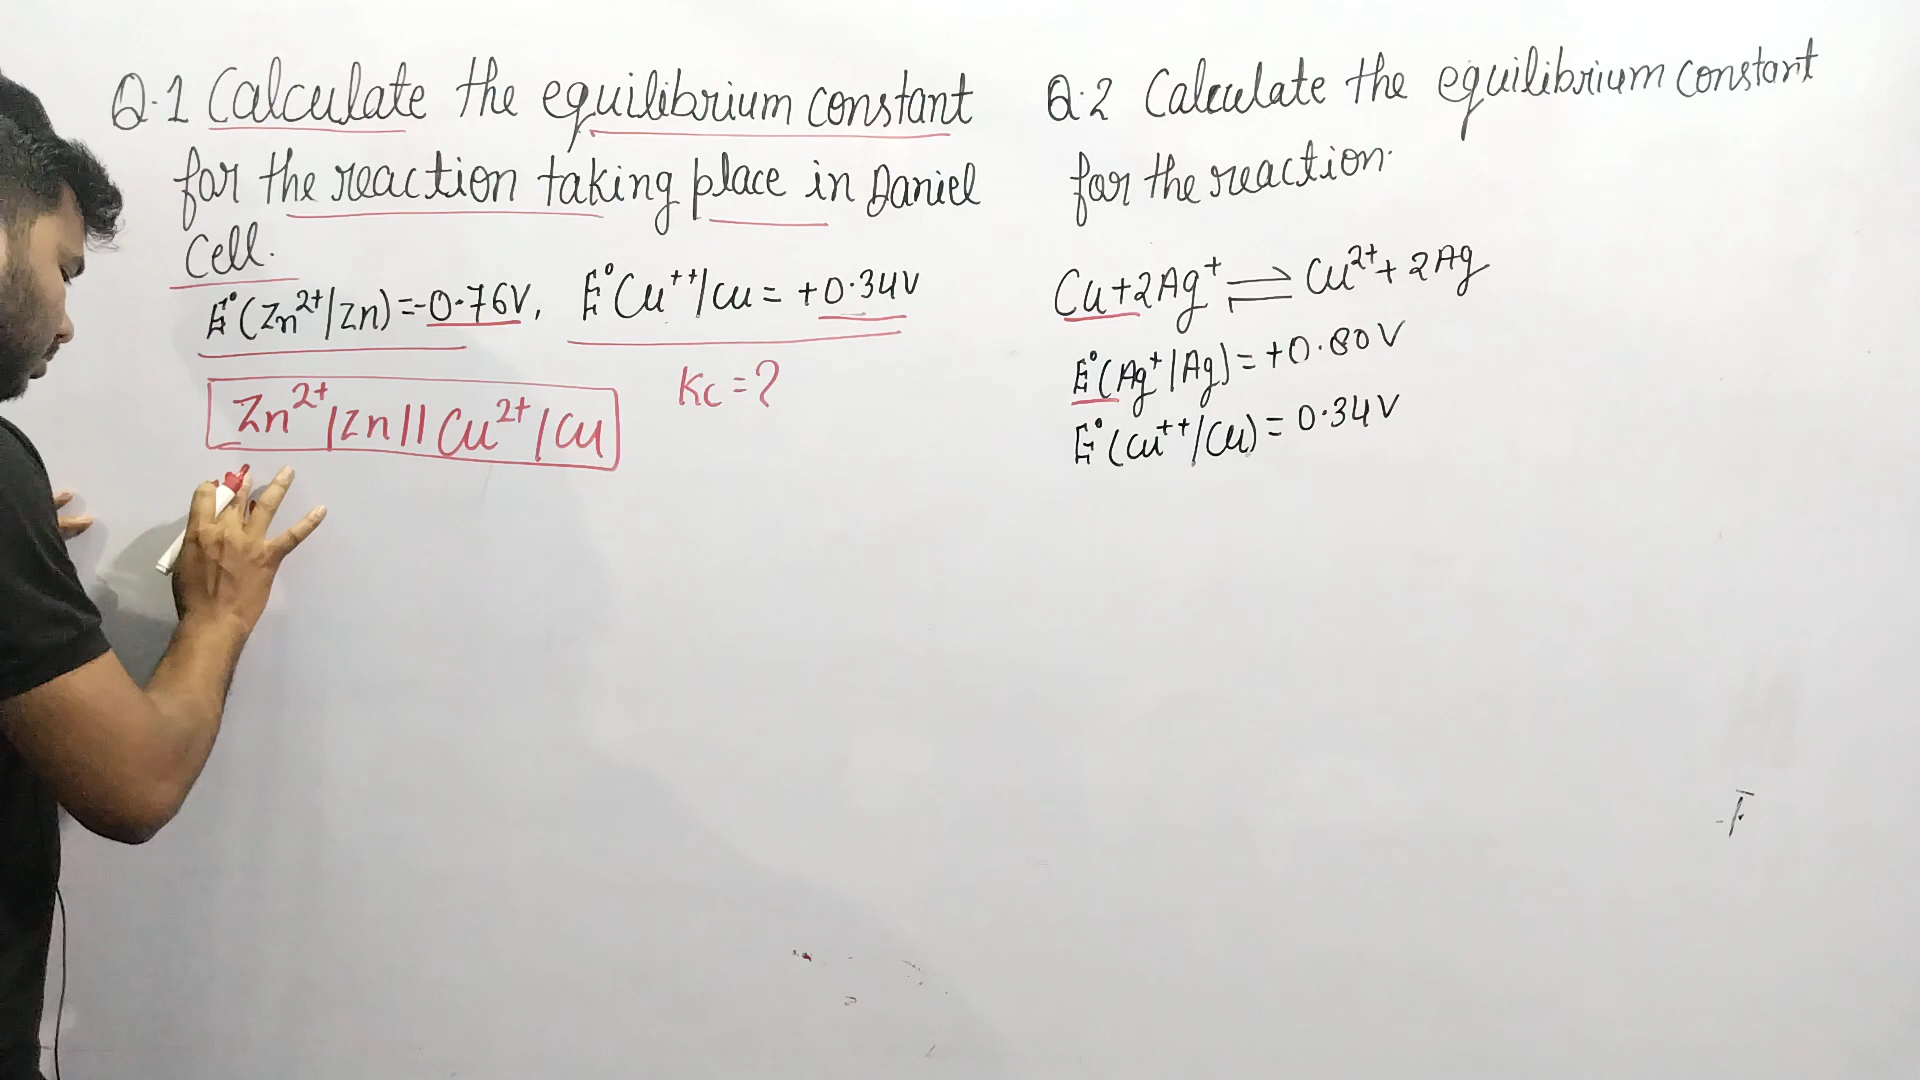 Q.1 Calculate the equilibrium constant
for the reaction taking place in Daniel
Cell.
E°(Zn²⁺/Zn)=-0.76V, E°Cu⁺⁺/Cu = +0.34V
Zn²⁺/Zn||Cu²⁺/Cu
Kc=?
Q.2 Calculate the equilibrium constant
for the reaction.
Cu+2Ag⁺ ⇌ Cu²⁺+2Ag
E°(Ag⁺/Ag)=+0.80V
E°(Cu⁺⁺/Cu)=0.34V